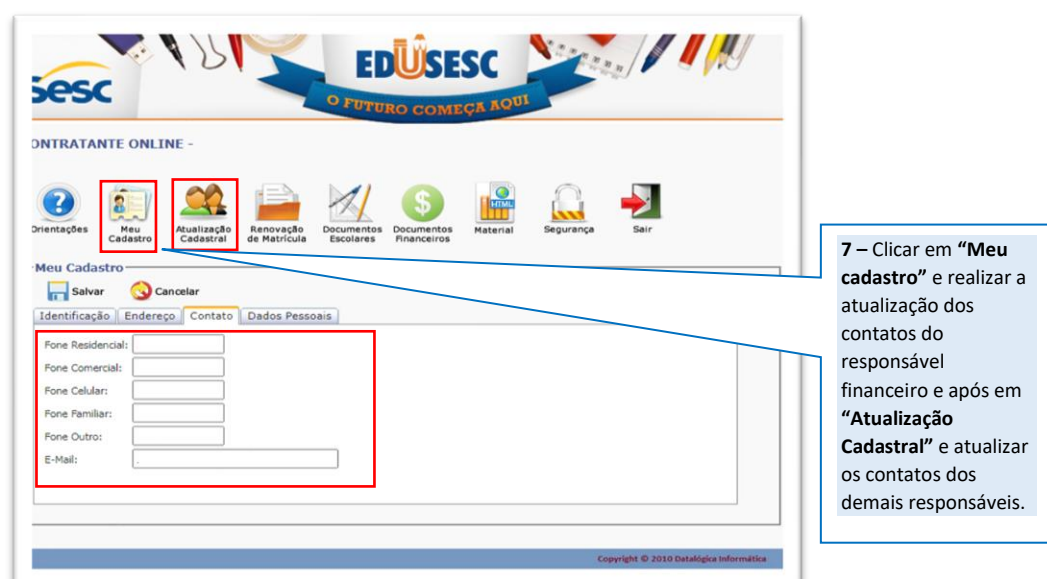 sesc
EDUSESC
O FUTURO COMEÇA AQUI
ONTRATANTE ONLINE -
Orientações
Meu
Cadastro
Atualização
Cadastral
Renovação
de Matrícula
Documentos
Escolares
Documentos
Financeiros
HTML
Material
Segurança
Sair
Meu Cadastro
Salvar Cancelar
Identificação Endereço Contato Dados Pessoais
Fone Residencial:
Fone Comercial:
Fone Celular:
Fone Familiar:
Fone Outro:
E-Mail: .
Copyright © 2010 Datalógica Informática
7 – Clicar em “Meu
cadastro” e realizar a
atualização dos
contatos do
responsável
financeiro e após em
“Atualização
Cadastral” e atualizar
os contatos dos
demais responsáveis.